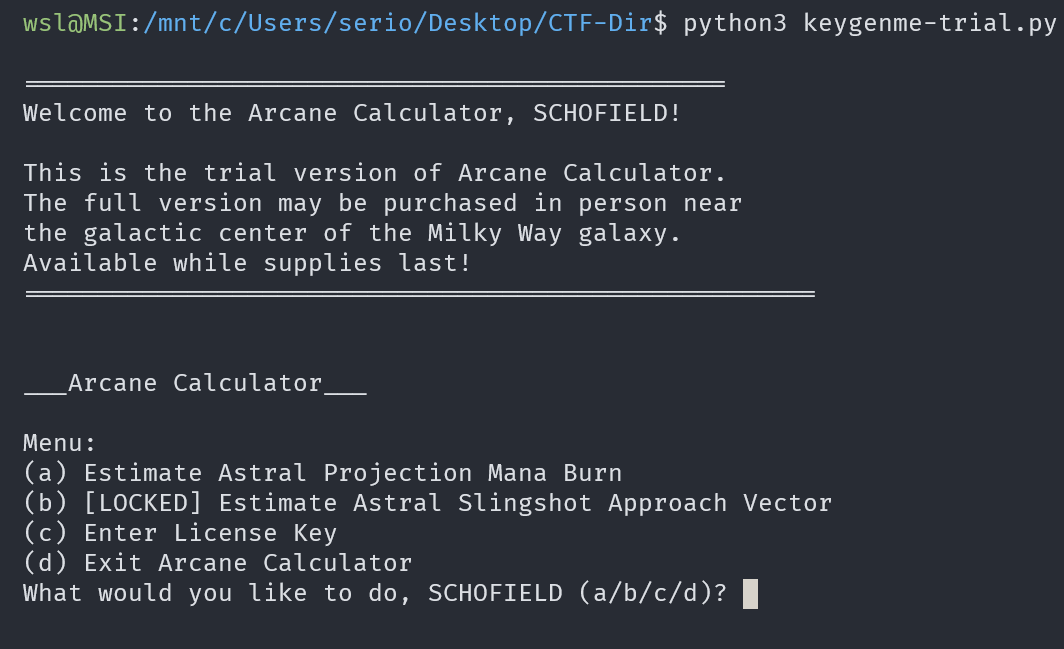 wsl@MSI:/mnt/c/Users/serio/Desktop/CTF-Dir$ python3 keygenme-trial.py
===============================================
Welcome to the Arcane Calculator, SCHOFIELD!
This is the trial version of Arcane Calculator.
The full version may be purchased in person near
the galactic center of the Milky Way galaxy.
Available while supplies last!
=====================================================
___Arcane Calculator___
Menu:
(a) Estimate Astral Projection Mana Burn
(b) [LOCKED] Estimate Astral Slingshot Approach Vector
(c) Enter License Key
(d) Exit Arcane Calculator
What would you like to do, SCHOFIELD (a/b/c/d)?